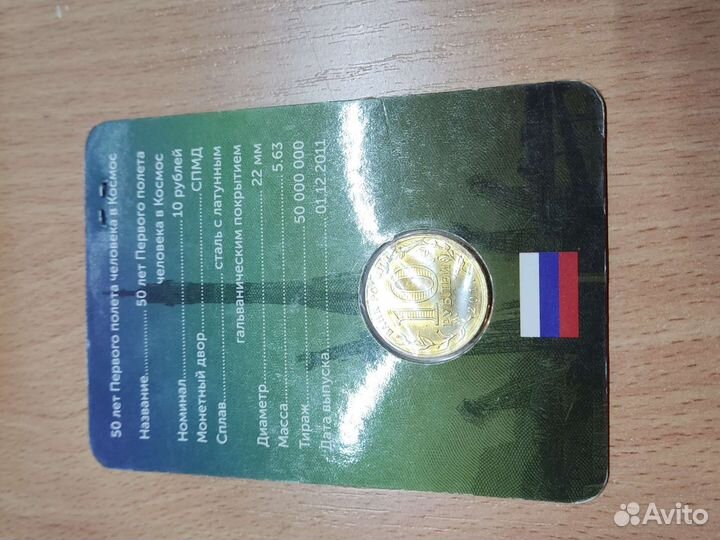 50 лет Первого полета человека в Космос
Название......50 лет Первого полета
человека в Космос
Номинал......10 рублей
Монетный двор......СПМД
Сплав......сталь с латунным
гальваническим покрытием
Диаметр......22 мм
Масса......5.63
Тираж......50 000 000
Дата выпуска......01.12.2011
10
РУБЛЕЙ
Avito